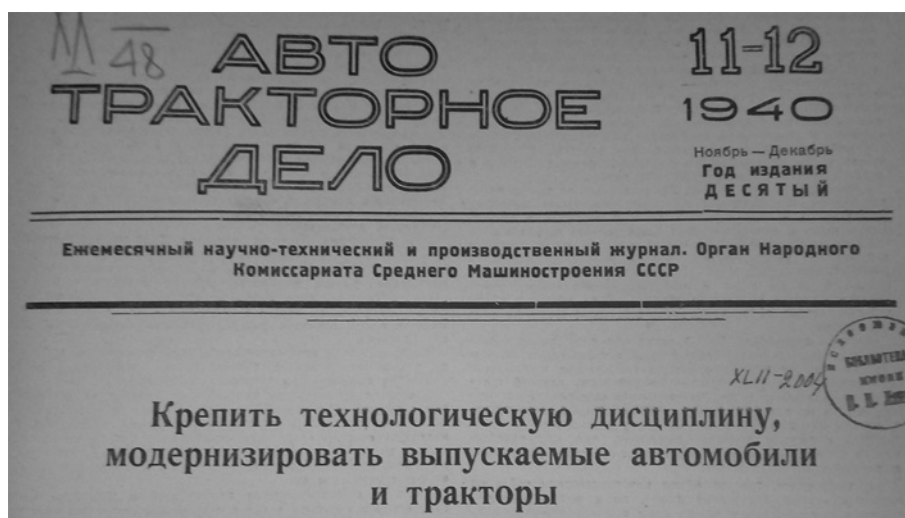 М 48
АВТО
ТРАКТОРНОЕ
ДЕЛО
11-12
1940
Ноябрь — Декабрь
Год издания
ДЕСЯТЫЙ
Ежемесячный научно-технический и производственный журнал. Орган Народного
Комиссариата Среднего Машиностроения СССР
XLII-2004
Крепить технологическую дисциплину,
модернизировать выпускаемые автомобили
и тракторы